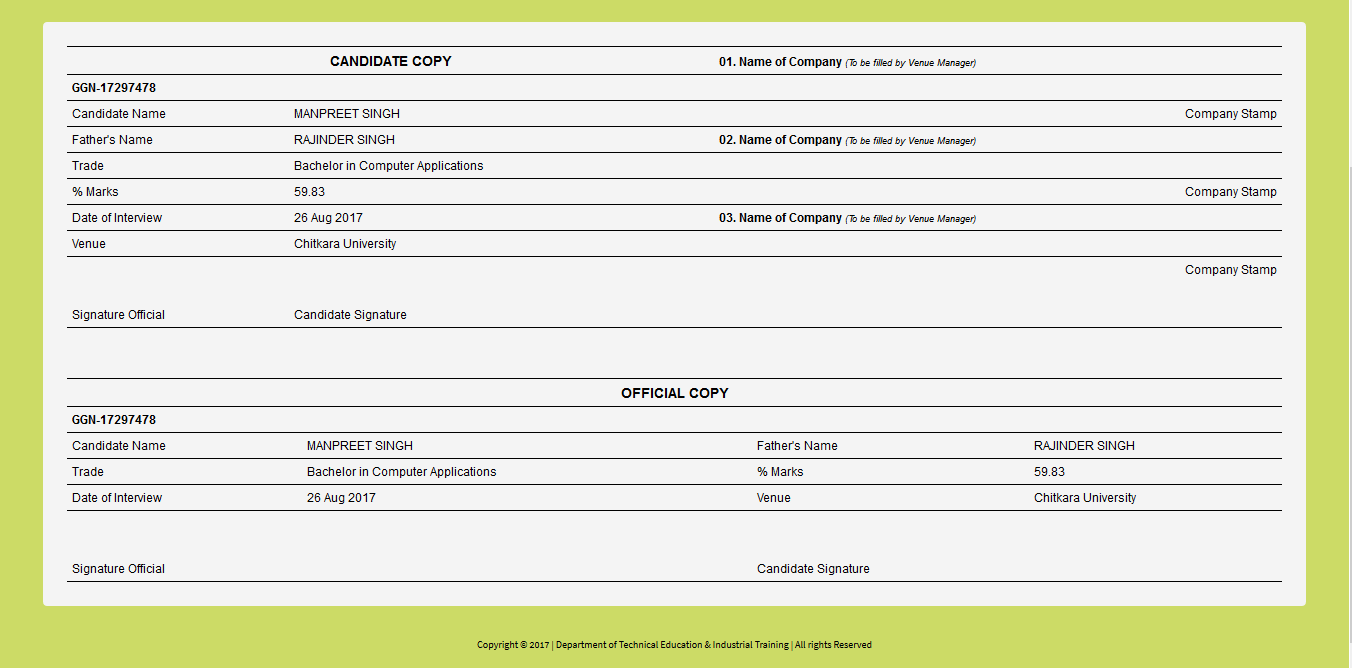 CANDIDATE COPY 01. Name of Company (To be filled by Venue Manager)
GGN-17297478
Candidate Name MANPREET SINGH Company Stamp
Father's Name RAJINDER SINGH 02. Name of Company (To be filled by Venue Manager)
Trade Bachelor in Computer Applications
% Marks 59.83 Company Stamp
Date of Interview 26 Aug 2017 03. Name of Company (To be filled by Venue Manager)
Venue Chitkara University
Company Stamp
Signature Official Candidate Signature
OFFICIAL COPY
GGN-17297478
Candidate Name MANPREET SINGH Father's Name RAJINDER SINGH
Trade Bachelor in Computer Applications % Marks 59.83
Date of Interview 26 Aug 2017 Venue Chitkara University
Signature Official Candidate Signature
Copyright © 2017 | Department of Technical Education & Industrial Training | All rights Reserved